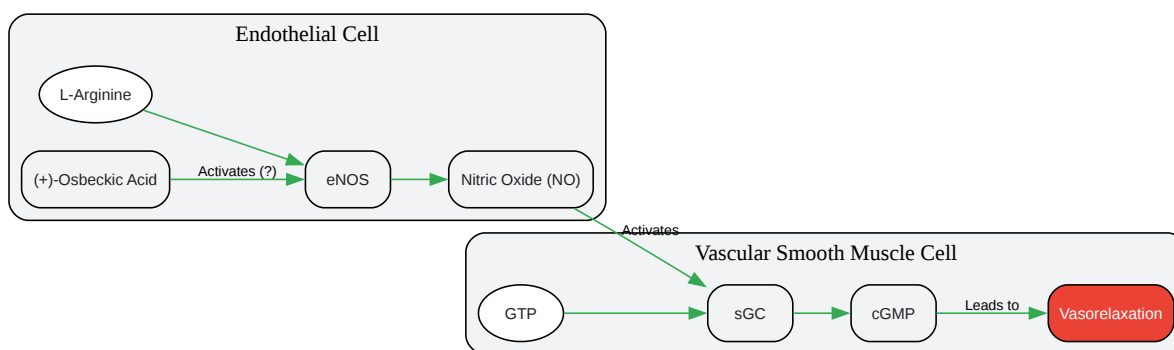 Endothelial Cell
L-Arginine
(+)-Osbeckic Acid
Activates (?)
eNOS
Nitric Oxide (NO)
Activates
Vascular Smooth Muscle Cell
GTP
sGC
cGMP
Leads to
Vasorelaxation